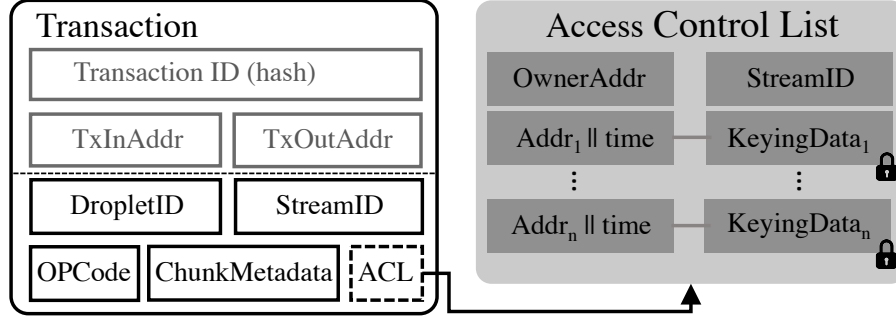 Transaction
Transaction ID (hash)
TxInAddr TxOutAddr
DropletID StreamID
OPCode ChunkMetadata ACL
Access Control List
OwnerAddr StreamID
Addr₁ || time KeyingData₁
⋮ ⋮
Addrₙ || time KeyingDataₙ